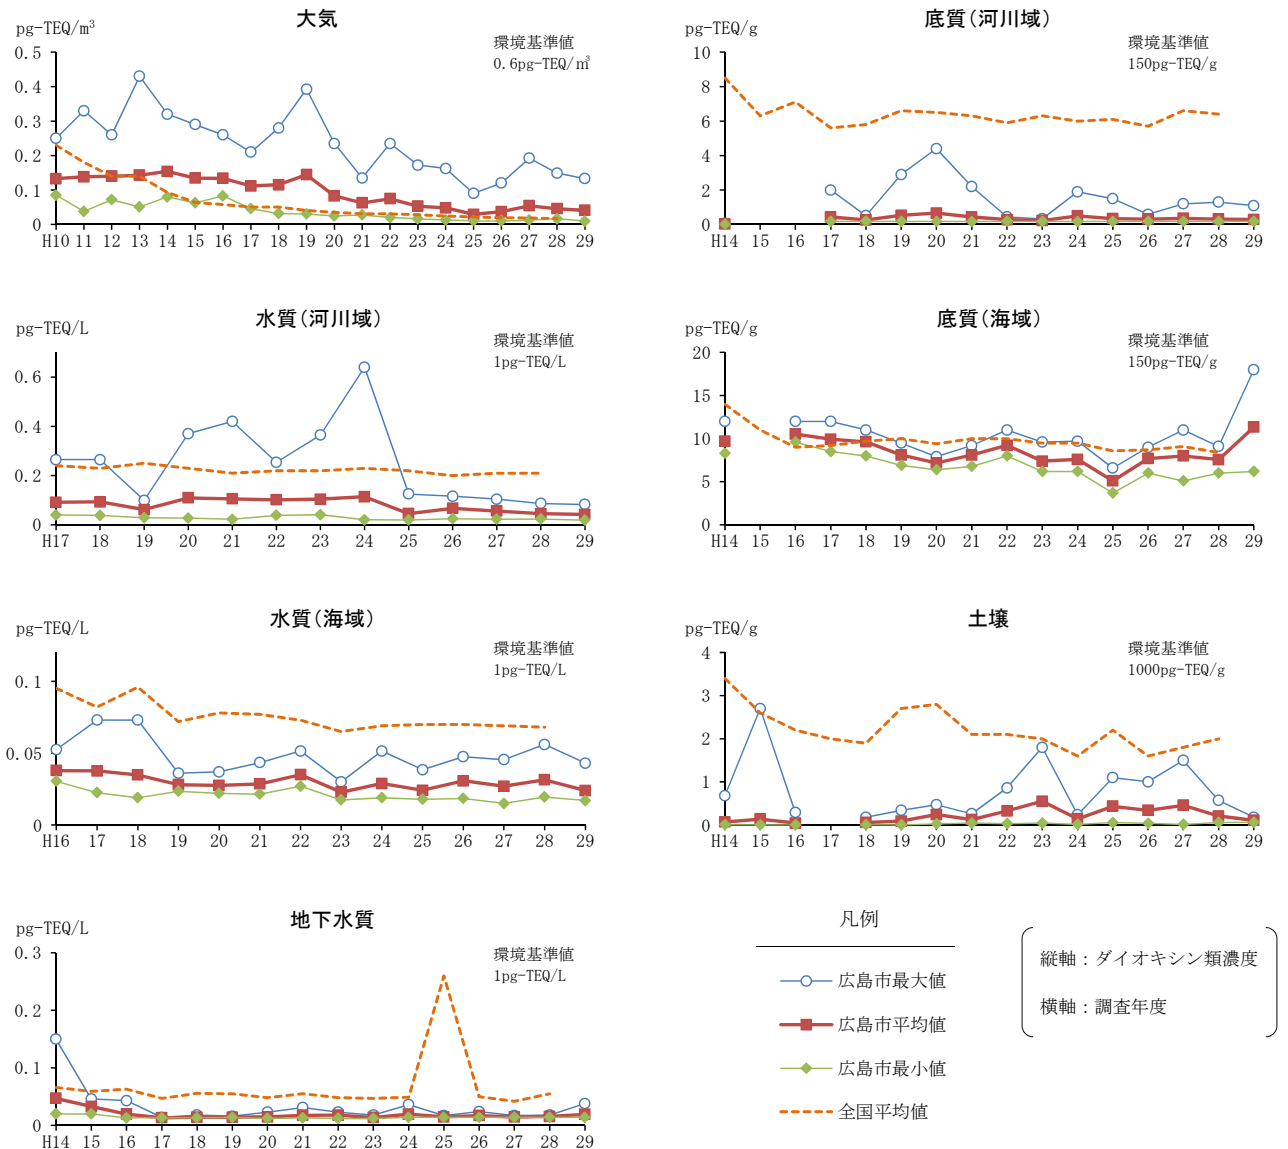 大気
pg-TEQ/m³
環境基準値
0.6pg-TEQ/㎥
0.5
0.4
0.3
0.2
0.1
0
H10 11 12 13 14 15 16 17 18 19 20 21 22 23 24 25 26 27 28 29
底質(河川域)
pg-TEQ/g
環境基準値
150pg-TEQ/g
10
8
6
4
2
0
H14 15 16 17 18 19 20 21 22 23 24 25 26 27 28 29
水質(河川域)
pg-TEQ/L
環境基準値
1pg-TEQ/L
0.6
0.4
0.2
0
H17 18 19 20 21 22 23 24 25 26 27 28 29
底質(海域)
pg-TEQ/g
環境基準値
150pg-TEQ/g
20
15
10
5
0
H14 15 16 17 18 19 20 21 22 23 24 25 26 27 28 29
水質(海域)
pg-TEQ/L
環境基準値
1pg-TEQ/L
0.1
0.05
0
H16 17 18 19 20 21 22 23 24 25 26 27 28 29
土壌
pg-TEQ/g
環境基準値
1000pg-TEQ/g
4
3
2
1
0
H14 15 16 17 18 19 20 21 22 23 24 25 26 27 28 29
地下水質
pg-TEQ/L
環境基準値
1pg-TEQ/L
0.3
0.2
0.1
0
H14 15 16 17 18 19 20 21 22 23 24 25 26 27 28 29
凡例
広島市最大値
広島市平均値
広島市最小値
全国平均値
縦軸:ダイオキシン類濃度
横軸:調査年度